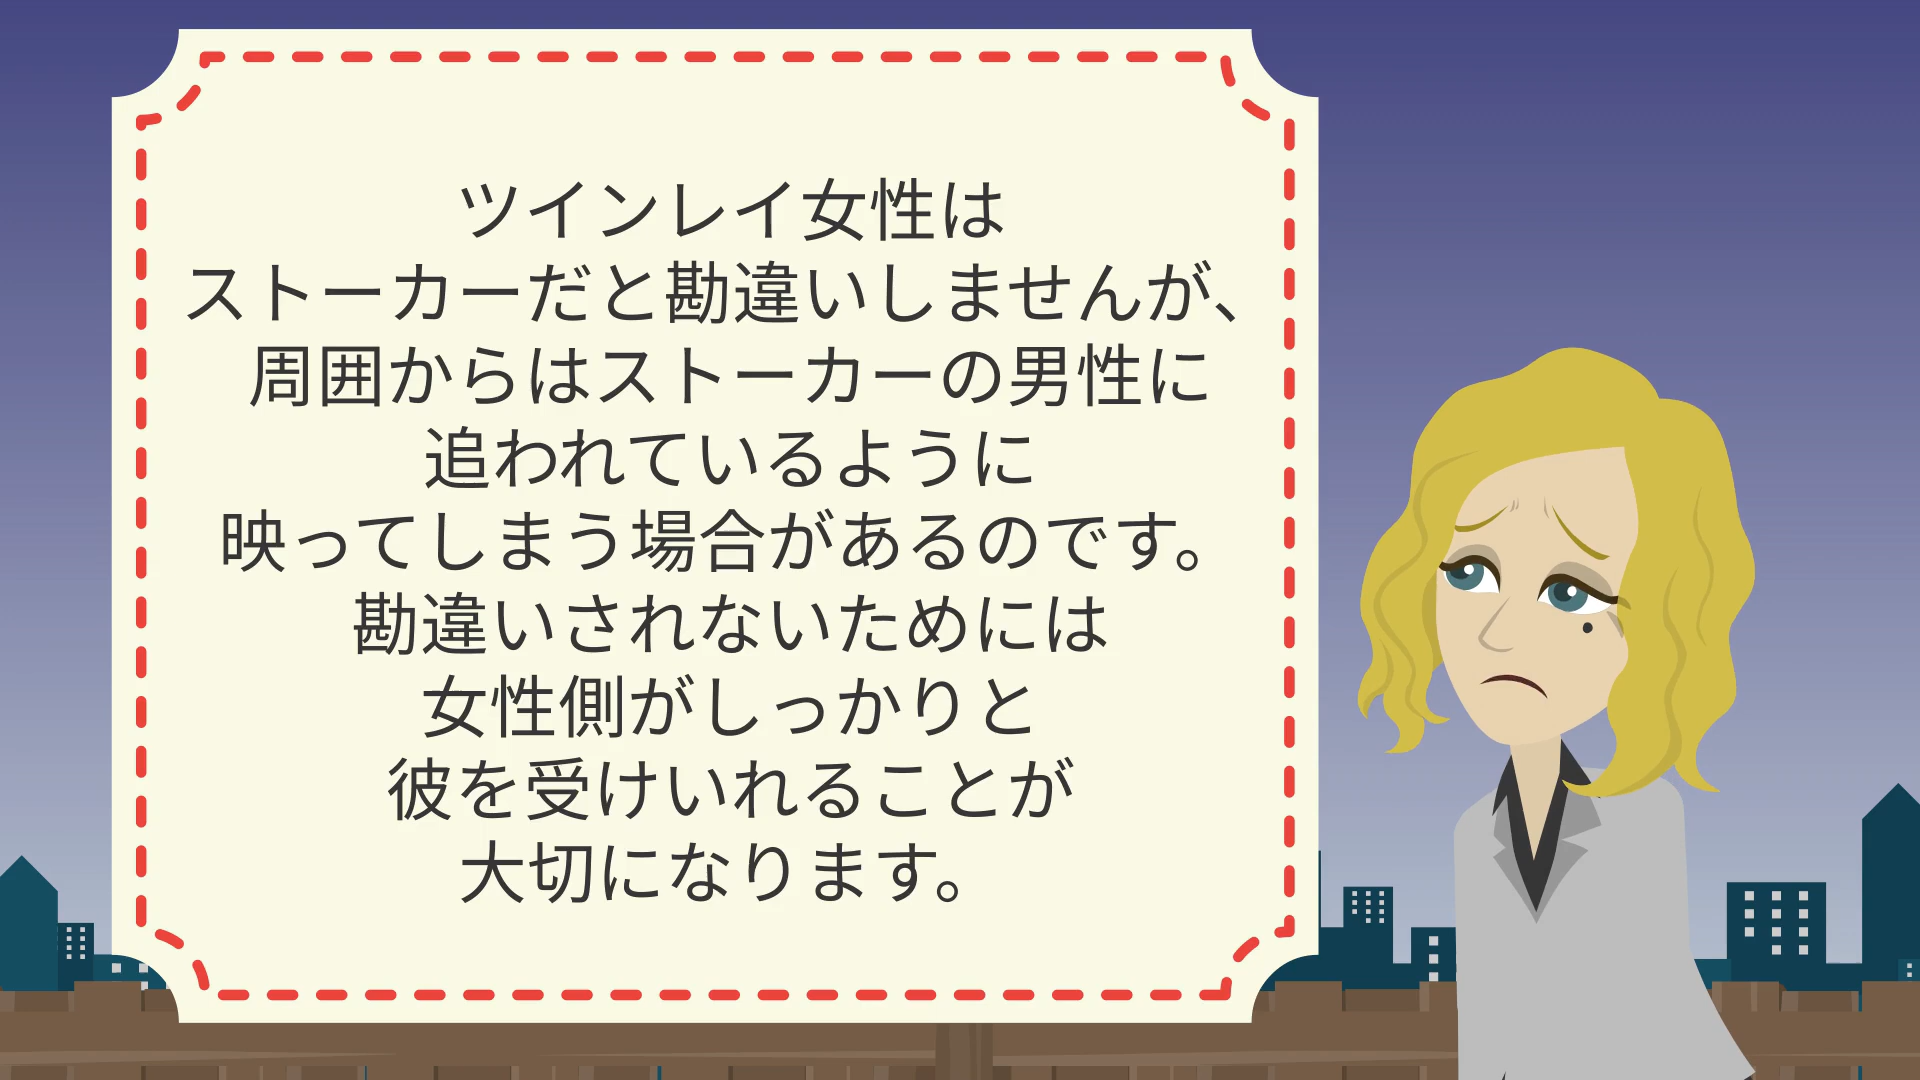 ツインレイ女性は
ストーカーだと勘違いしませんが、
周囲からはストーカーの男性に
追われているように
映ってしまう場合があるのです。
勘違いされないためには
女性側がしっかりと
彼を受けいれることが
大切になります。